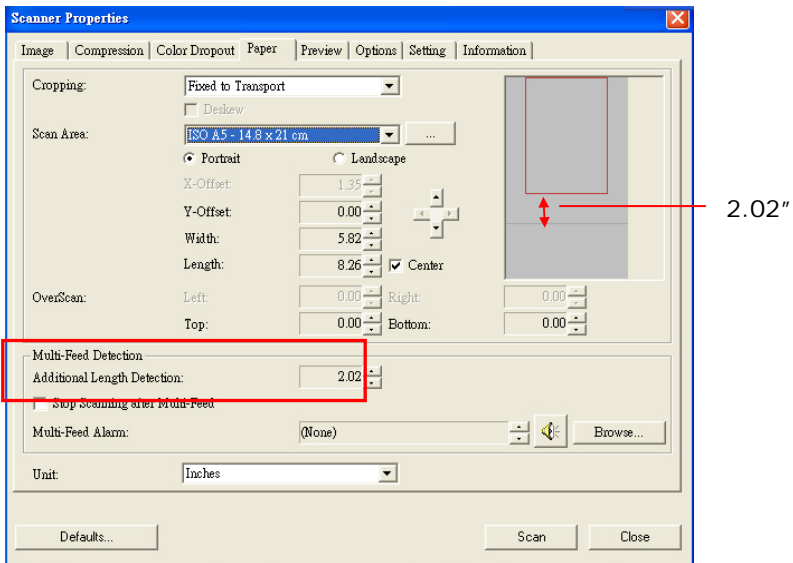 Scanner Properties
Image Compression Color Dropout Paper Preview Options Setting Information
Cropping: Fixed to Transport
Deskew
Scan Area: ISO A5 - 14.8 x 21 cm ...
Portrait Landscape
X-Offset: 1.35
Y-Offset: 0.00
2.02"
Width: 5.82
Length: 8.26 Center
OverScan: Left: 0.00 Right: 0.00
Top: 0.00 Bottom: 0.00
Multi-Feed Detection
Additional Length Detection: 2.02
Stop Scanning after Multi-Feed
Multi-Feed Alarm: (None) Browse...
Unit: Inches
Defaults... Scan Close